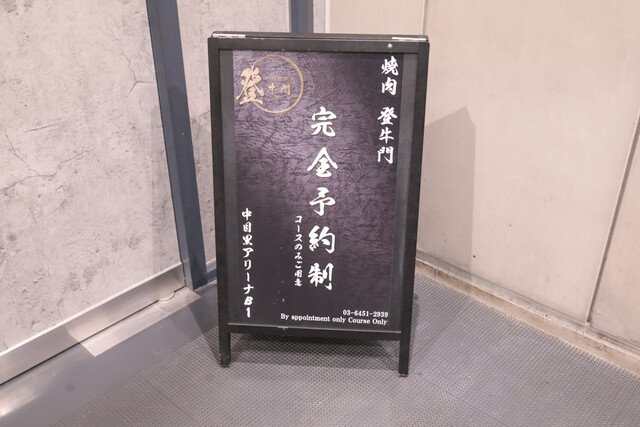 焼肉 登牛門
登牛門
完全予約制
コースのみご用意
中目黒アリーナB1
03-6451-2939
By appointment only Course Only